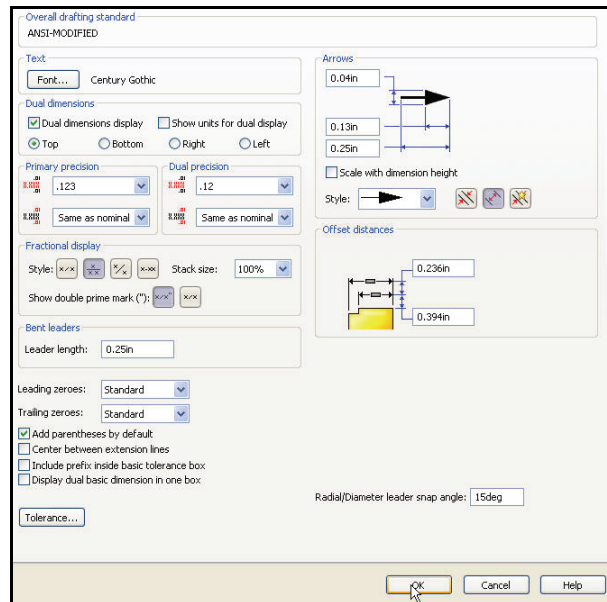 Overall drafting standard
ANSI-MODIFIED
Text
Font... Century Gothic
Dual dimensions
Dual dimensions display Show units for dual display
Top Bottom Right Left
Primary precision
.123
Same as nominal
Dual precision
.12
Same as nominal
Fractional display
Style: x/x x/x x/x x-xx Stack size: 100%
Show double prime mark ("): x/x" x/x
Bent leaders
Leader length: 0.25in
Leading zeroes: Standard
Trailing zeroes: Standard
Add parentheses by default
Center between extension lines
Include prefix inside basic tolerance box
Display dual basic dimension in one box
Tolerance...
Arrows
0.04in
0.13in
0.25in
Scale with dimension height
Style:
Offset distances
0.236in
0.394in
Radial/Diameter leader snap angle: 15deg
OK Cancel Help